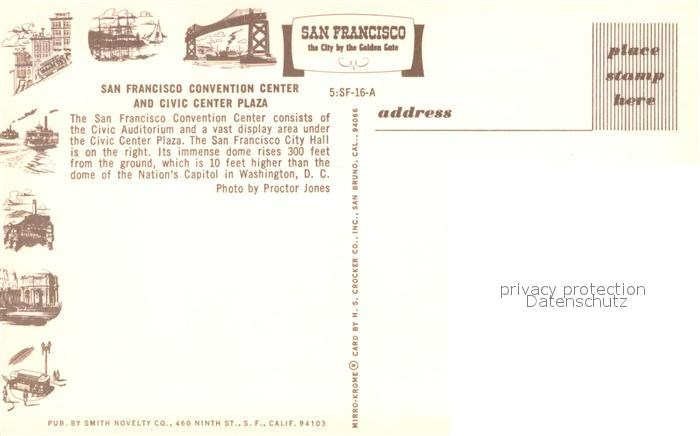 SAN FRANCISCO
the City by the Golden Gate
SAN FRANCISCO CONVENTION CENTER
AND CIVIC CENTER PLAZA
5:SF-16-A
The San Francisco Convention Center consists of
the Civic Auditorium and a vast display area under
the Civic Center Plaza. The San Francisco City Hall
is on the right. Its immense dome rises 300 feet
from the ground, which is 10 feet higher than the
dome of the Nation's Capitol in Washington, D. C.
Photo by Proctor Jones
address
place
stamp
here
MIRRO-KROME® CARD BY H. S. CROCKER CO., INC., SAN BRUNO, CAL., 94066
privacy protection
Datenschutz
PUB. BY SMITH NOVELTY CO., 460 NINTH ST., S. F., CALIF. 94103